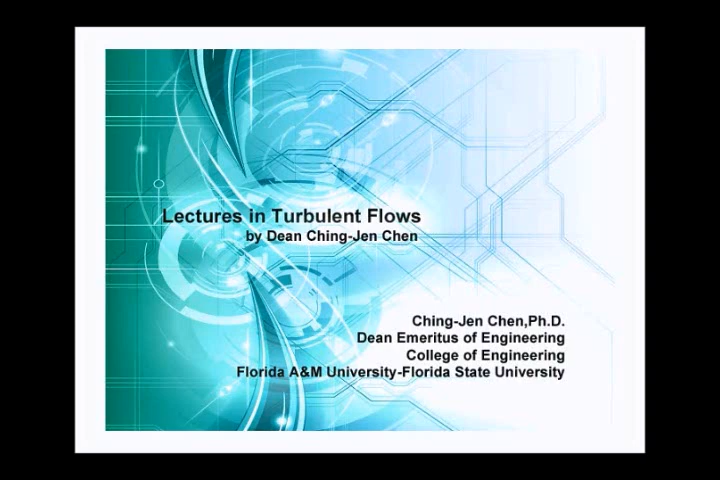 Lectures in Turbulent Flows
by Dean Ching-Jen Chen
Ching-Jen Chen,Ph.D.
Dean Emeritus of Engineering
College of Engineering
Florida A&M University-Florida State University